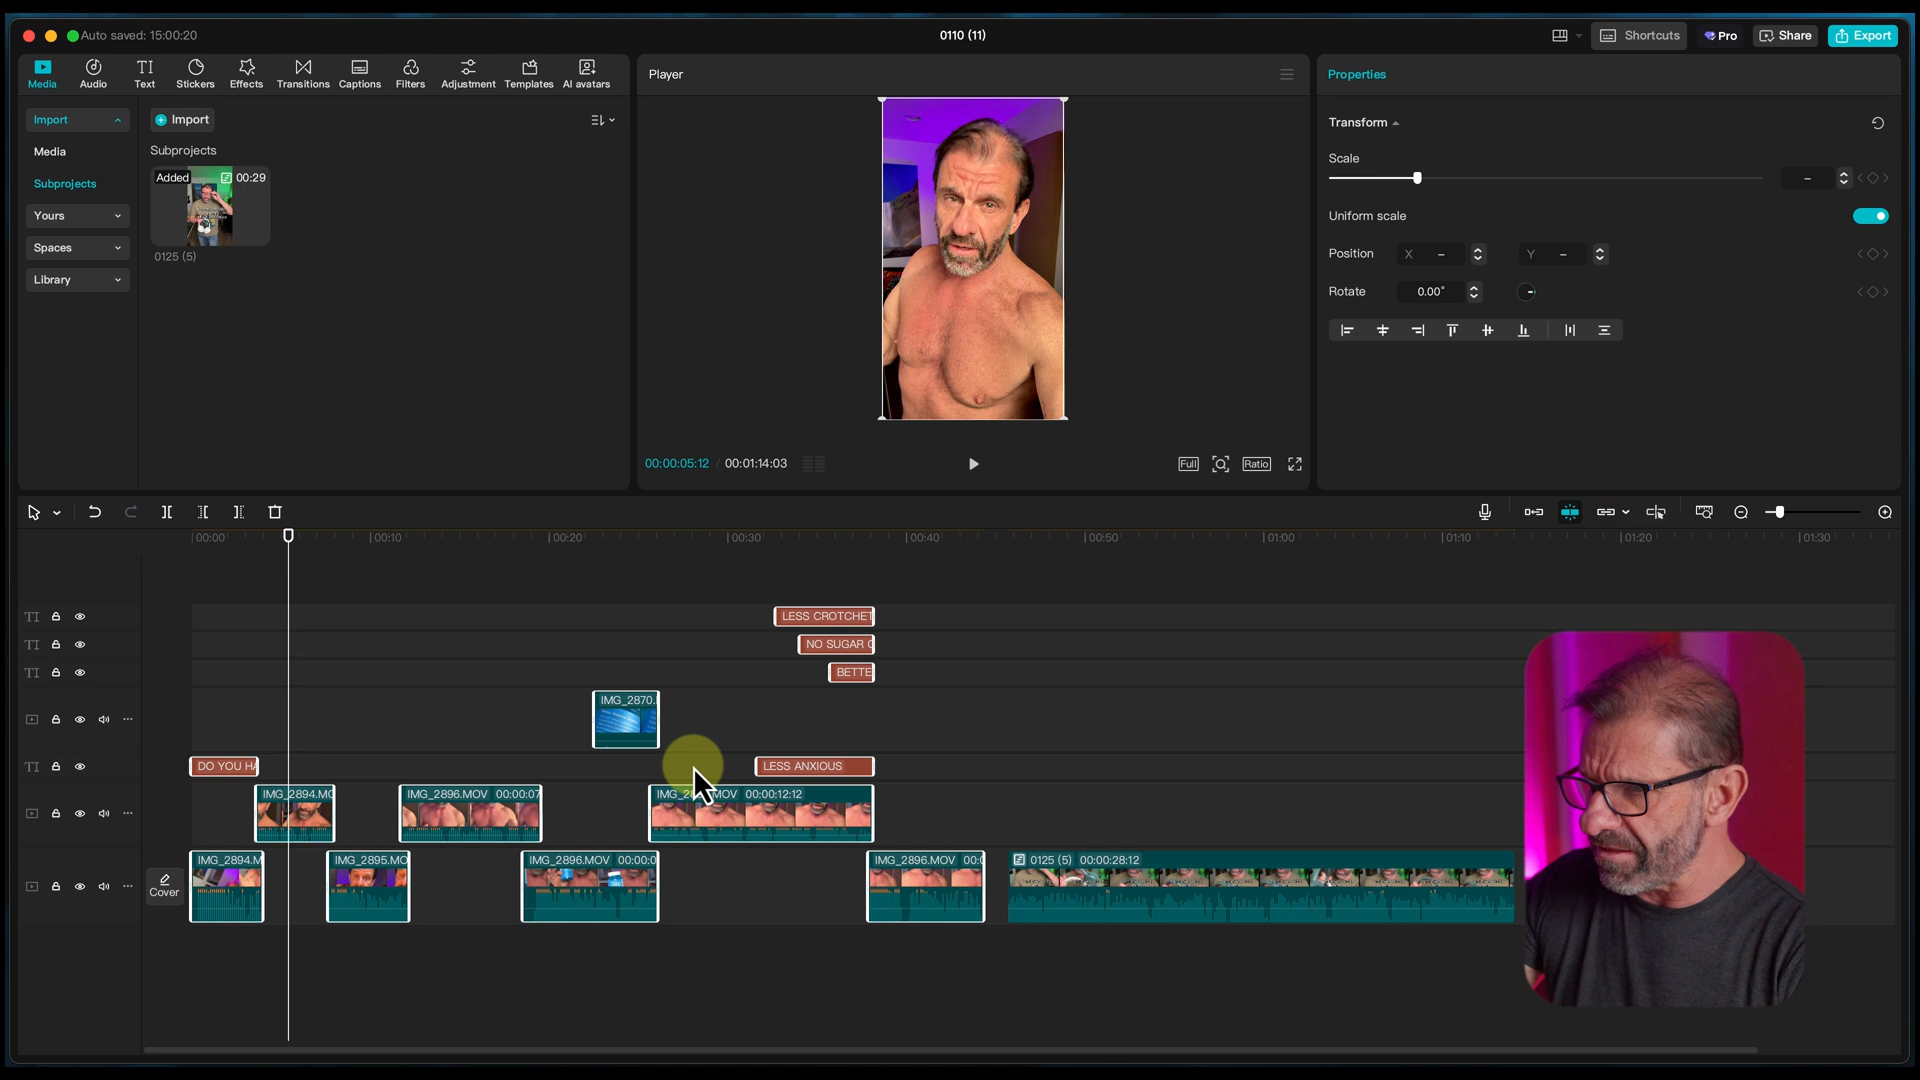 Auto saved: 15:00:20
0110 (11)
Shortcuts
Pro
Share
Export
Media
Audio
Text
Stickers
Effects
Transitions
Captions
Filters
Adjustment
Templates
AI avatars
Player
Properties
Import
Import
Media
Subprojects
Subprojects
Added
00:29
0125 (5)
Yours
Spaces
Library
Transform
Scale
Uniform scale
Position
X
Y
Rotate
0.00°
00:00:05:12
00:01:14:03
Full
Ratio
00:00
00:10
00:20
00:30
00:40
00:50
01:00
01:10
01:20
01:30
TI
LESS CROTCHET
TI
NO SUGAR C
TI
BETTE
IMG_2870.
TI
DO YOU HA
LESS ANXIOUS
IMG_2894.MO
IMG_2896.MOV 00:00:07
MOV 00:00:12:12
Cover
IMG_2894.M
IMG_2895.MO
IMG_2896.MOV 00:00:0
IMG_2896.MOV 00:0
0125 (5) 00:00:28:12